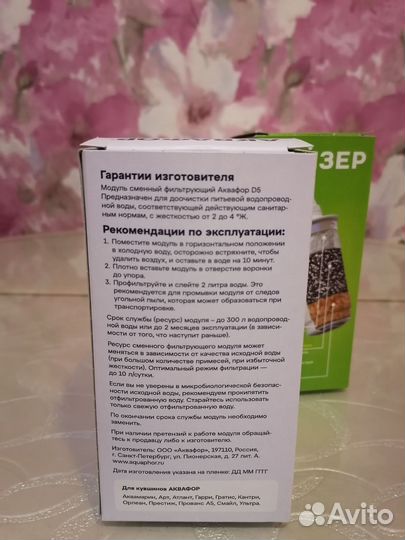 Гарантии изготовителя
Модуль сменный фильтрующий Аквафор D5
Предназначен для доочистки питьевой водопровод-
ной воды, соответствующей действующим санитар-
ным нормам, с жесткостью от 2 до 4 °Ж.
Рекомендации по эксплуатации:
1. Поместите модуль в горизонтальном положении
в холодную воду, осторожно встряхните, чтобы
удалить воздух, и оставьте в воде на 10 минут.
2. Плотно вставьте модуль в отверстие воронки
до упора.
3. Профильтруйте и слейте 2 литра воды. Это
рекомендуется для промывки модуля от следов
угольной пыли, которая может образоваться при
транспортировке.
Срок службы (ресурс) модуля – до 300 л водопровод-
ной воды или до 2 месяцев эксплуатации (в зависи-
мости от того, что наступит раньше).
Ресурс сменного фильтрующего модуля может
меняться в зависимости от качества исходной воды
(при большом количестве примесей, при избыточной
жесткости). Оптимальный режим фильтрации —
до 10 л/сутки.
Если вы не уверены в микробиологической безопас-
ности исходной воды, рекомендуем прокипятить
отфильтрованную воду. Старайтесь использовать
только свежую отфильтрованную воду.
По окончании срока службы модуль необходимо
заменить.
При наличии претензий к работе модуля обращай-
тесь к продавцу либо к изготовителю.
Изготовитель: ООО «Аквафор», 197110, Россия,
г. Санкт-Петербург, ул. Пионерская, д. 27 лит. А.
www.aquaphor.ru
Дата изготовления указана на пленке: ДД ММ ГГГГ
Для кувшинов АКВАФОР
Аквамарин, Арт, Атлант, Гарри, Гратис, Кантри,
Орлеан, Престиж, Прованс А5, Смайл, Ультра.
ЗЕР
Avito